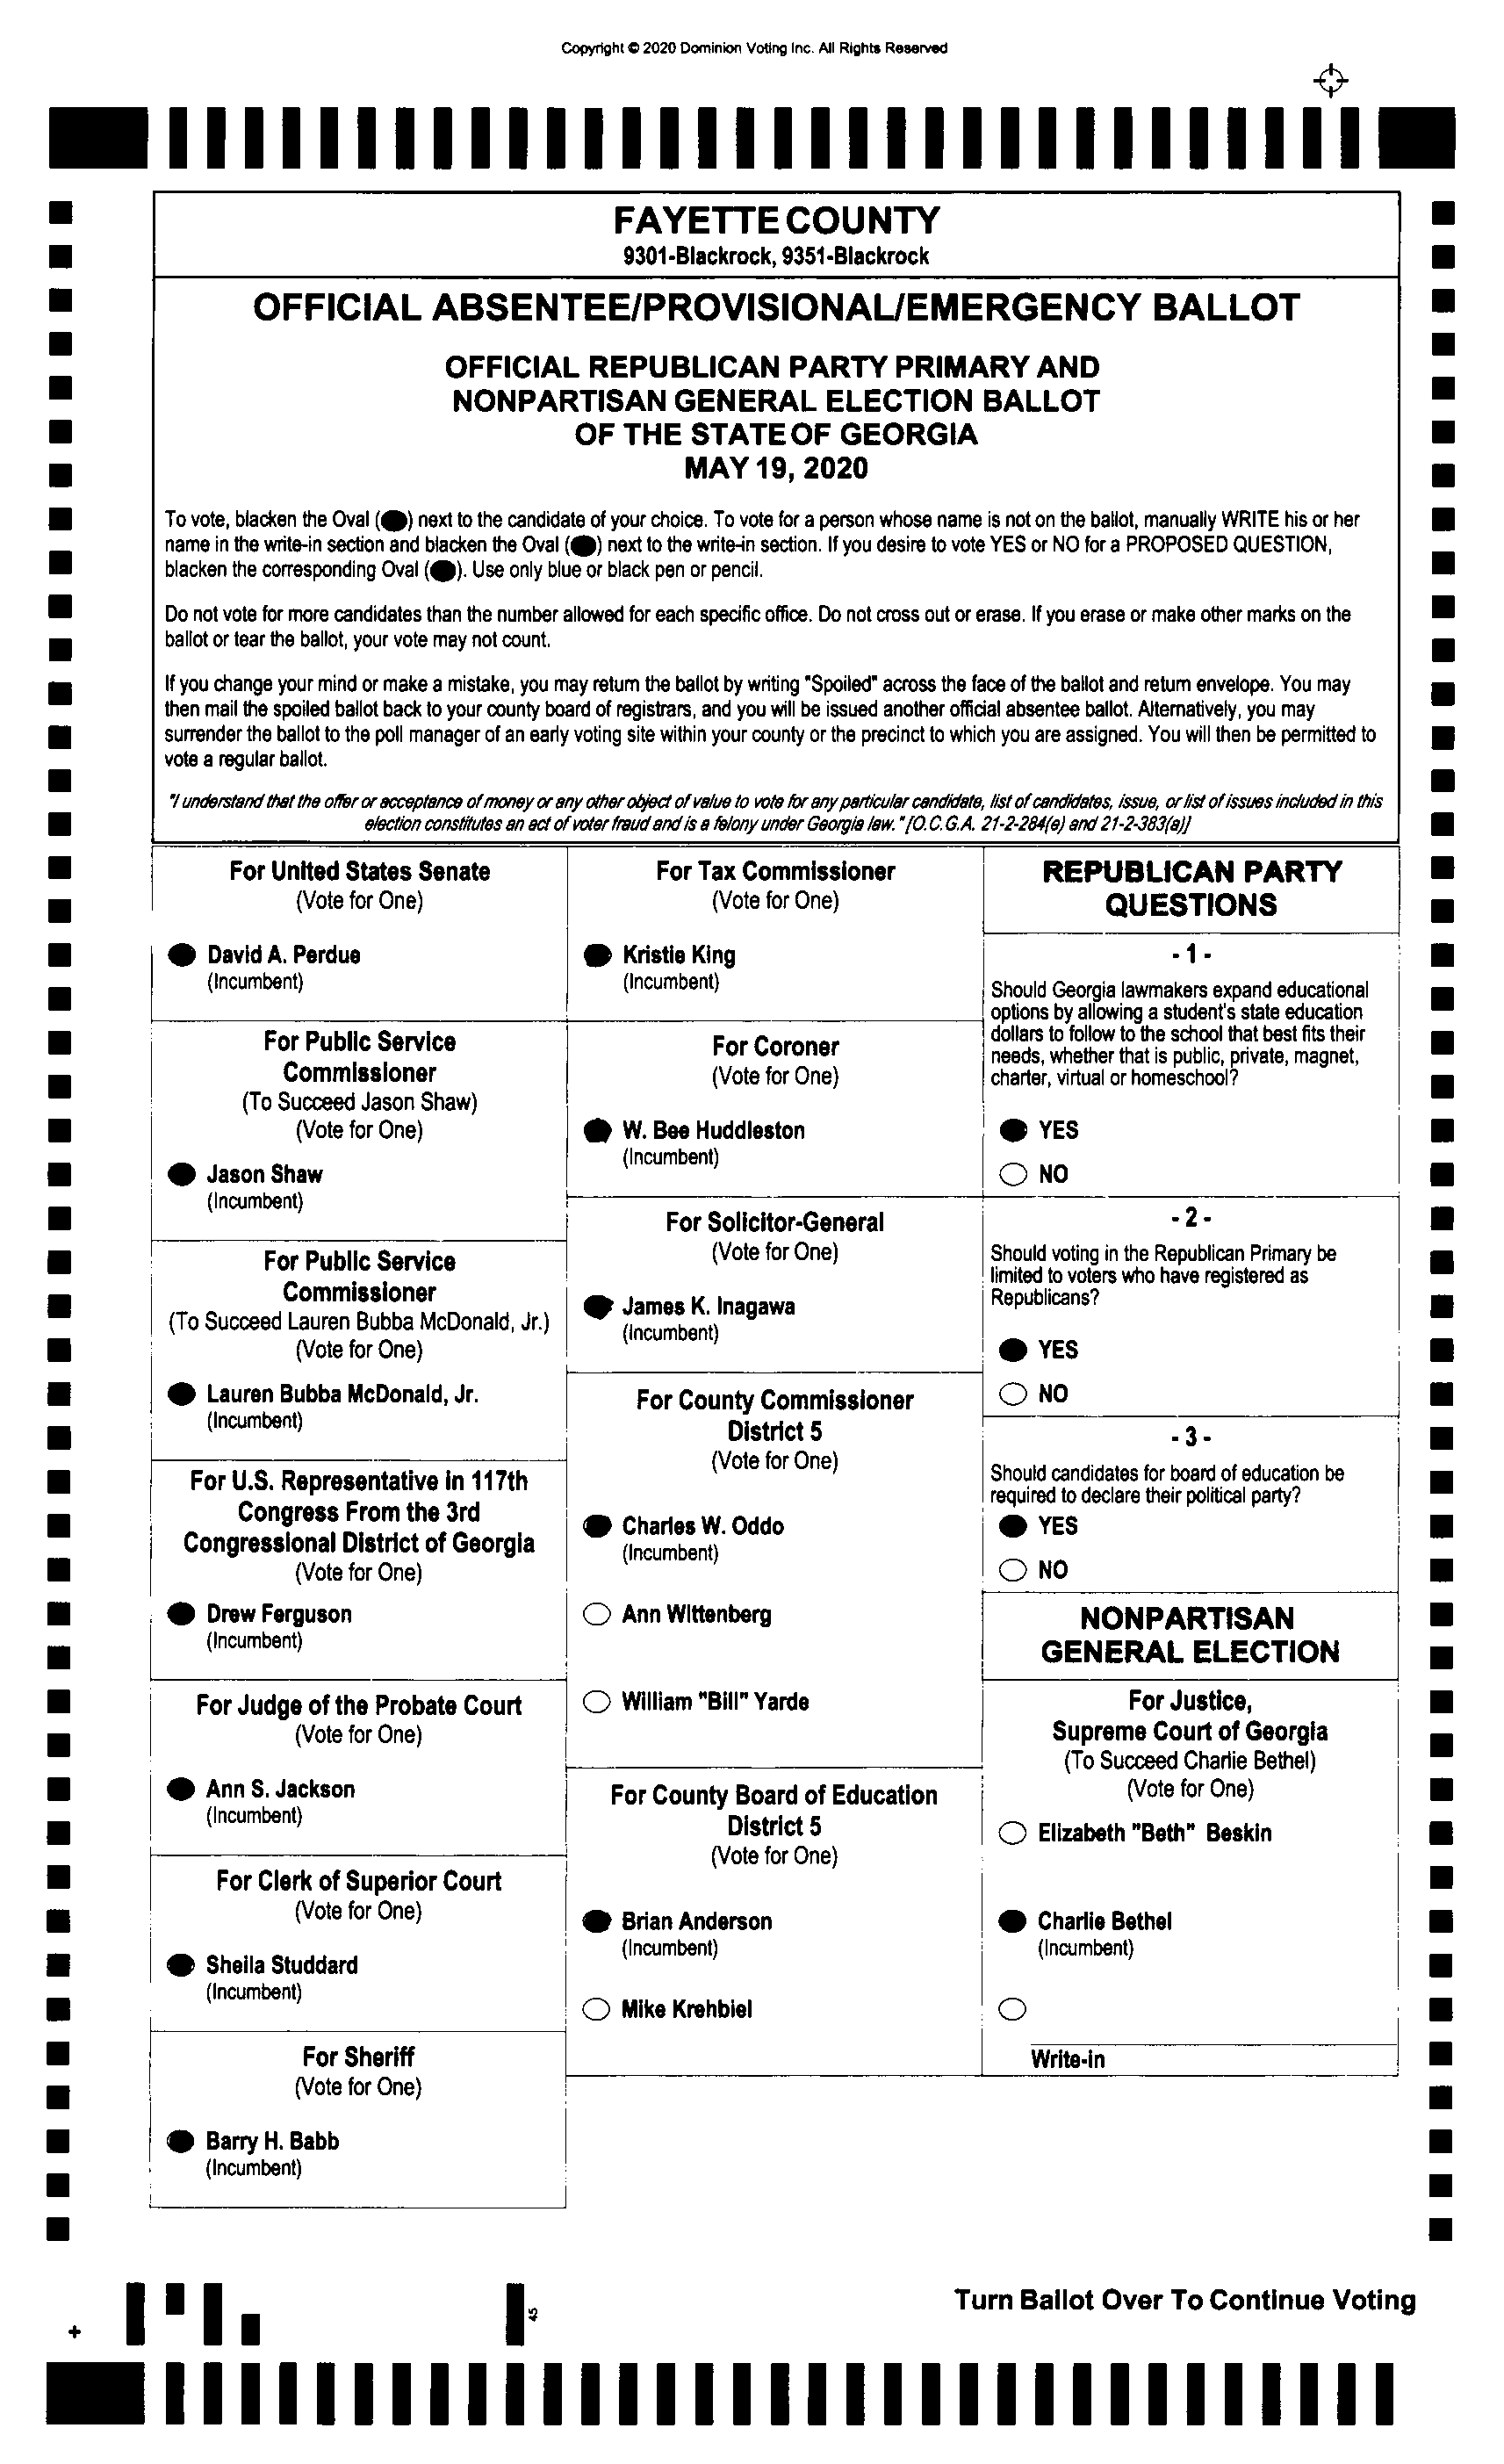 Copyright © 2020 Dominion Voting Inc. All Rights Reserved
FAYETTE COUNTY
9301-Blackrock, 9351-Blackrock
OFFICIAL ABSENTEE/PROVISIONAL/EMERGENCY BALLOT
OFFICIAL REPUBLICAN PARTY PRIMARY AND
NONPARTISAN GENERAL ELECTION BALLOT
OF THE STATE OF GEORGIA
MAY 19, 2020
To vote, blacken the Oval (●) next to the candidate of your choice. To vote for a person whose name is not on the ballot, manually WRITE his or her
name in the write-in section and blacken the Oval (●) next to the write-in section. If you desire to vote YES or NO for a PROPOSED QUESTION,
blacken the corresponding Oval (●). Use only blue or black pen or pencil.
Do not vote for more candidates than the number allowed for each specific office. Do not cross out or erase. If you erase or make other marks on the
ballot or tear the ballot, your vote may not count.
If you change your mind or make a mistake, you may return the ballot by writing "Spoiled" across the face of the ballot and return envelope. You may
then mail the spoiled ballot back to your county board of registrars, and you will be issued another official absentee ballot. Alternatively, you may
surrender the ballot to the poll manager of an early voting site within your county or the precinct to which you are assigned. You will then be permitted to
vote a regular ballot.
"I understand that the offer or acceptance of money or any other object of value to vote for any particular candidate, list of candidates, issue, or list of issues included in this
election constitutes an act of voter fraud and is a felony under Georgia law." [O.C.G.A. 21-2-284(e) and 21-2-383(a)]
For United States Senate
(Vote for One)
David A. Perdue
(Incumbent)
For Public Service
Commissioner
(To Succeed Jason Shaw)
(Vote for One)
Jason Shaw
(Incumbent)
For Public Service
Commissioner
(To Succeed Lauren Bubba McDonald, Jr.)
(Vote for One)
Lauren Bubba McDonald, Jr.
(Incumbent)
For U.S. Representative in 117th
Congress From the 3rd
Congressional District of Georgia
(Vote for One)
Drew Ferguson
(Incumbent)
For Judge of the Probate Court
(Vote for One)
Ann S. Jackson
(Incumbent)
For Clerk of Superior Court
(Vote for One)
Sheila Studdard
(Incumbent)
For Sheriff
(Vote for One)
Barry H. Babb
(Incumbent)
For Tax Commissioner
(Vote for One)
Kristie King
(Incumbent)
For Coroner
(Vote for One)
W. Bee Huddleston
(Incumbent)
For Solicitor-General
(Vote for One)
James K. Inagawa
(Incumbent)
For County Commissioner
District 5
(Vote for One)
Charles W. Oddo
(Incumbent)
Ann Wittenberg
William "Bill" Yarde
For County Board of Education
District 5
(Vote for One)
Brian Anderson
(Incumbent)
Mike Krehbiel
REPUBLICAN PARTY
QUESTIONS
- 1 -
Should Georgia lawmakers expand educational
options by allowing a student's state education
dollars to follow to the school that best fits their
needs, whether that is public, private, magnet,
charter, virtual or homeschool?
YES
NO
- 2 -
Should voting in the Republican Primary be
limited to voters who have registered as
Republicans?
YES
NO
- 3 -
Should candidates for board of education be
required to declare their political party?
YES
NO
NONPARTISAN
GENERAL ELECTION
For Justice,
Supreme Court of Georgia
(To Succeed Charlie Bethel)
(Vote for One)
Elizabeth "Beth" Beskin
Charlie Bethel
(Incumbent)
Write-in
45
Turn Ballot Over To Continue Voting